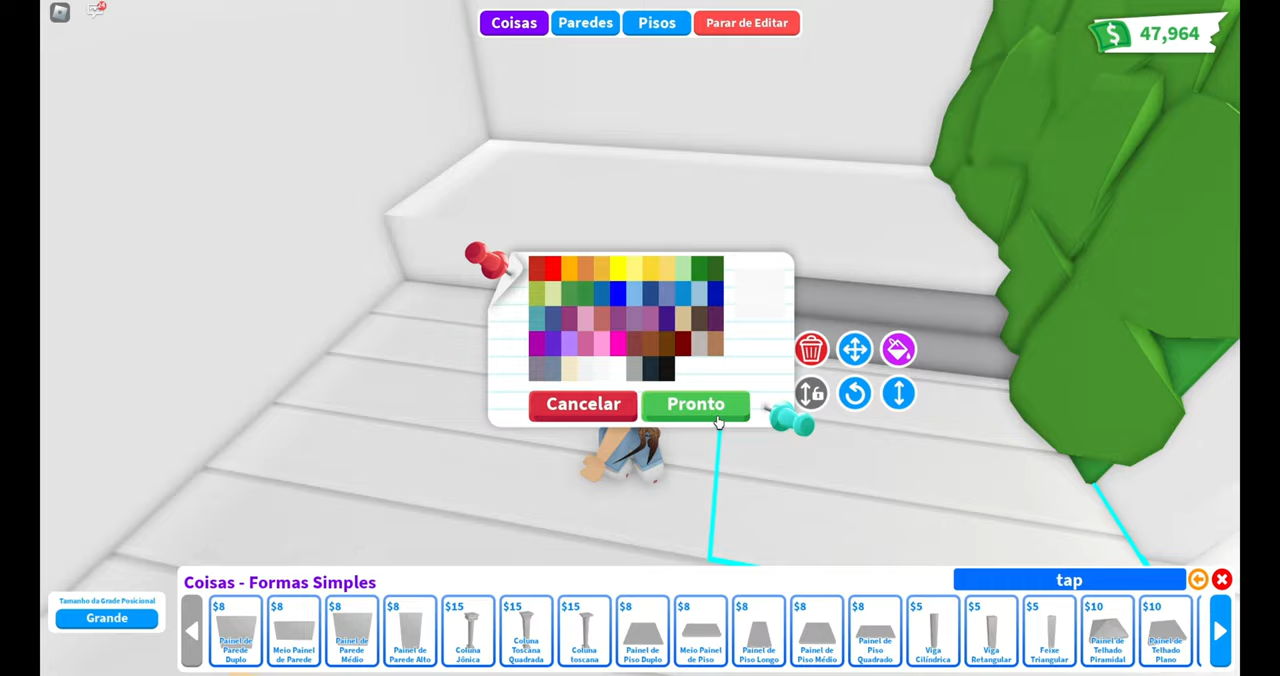 24
Coisas Paredes Pisos Parar de Editar
$ 47,964
Cancelar Pronto
Coisas - Formas Simples
tap
Tamanho da Grade Posicional
Grande
$8
Painel de
Parede
Duplo
$8
Meio Painel
de Parede
$8
Painel de
Parede
Médio
$8
Painel de
Parede Alto
$15
Coluna
Jônica
$15
Coluna
Toscana
Quadrada
$15
Coluna
toscana
$8
Painel de
Piso Duplo
$8
Meio Painel
de Piso
$8
Painel de
Piso Longo
$8
Painel de
Piso Médio
$8
Painel de
Piso
Quadrado
$5
Viga
Cilíndrica
$5
Viga
Retangular
$5
Feixe
Triangular
$10
Painel de
Telhado
Piramidal
$10
Painel de
Telhado
Plano